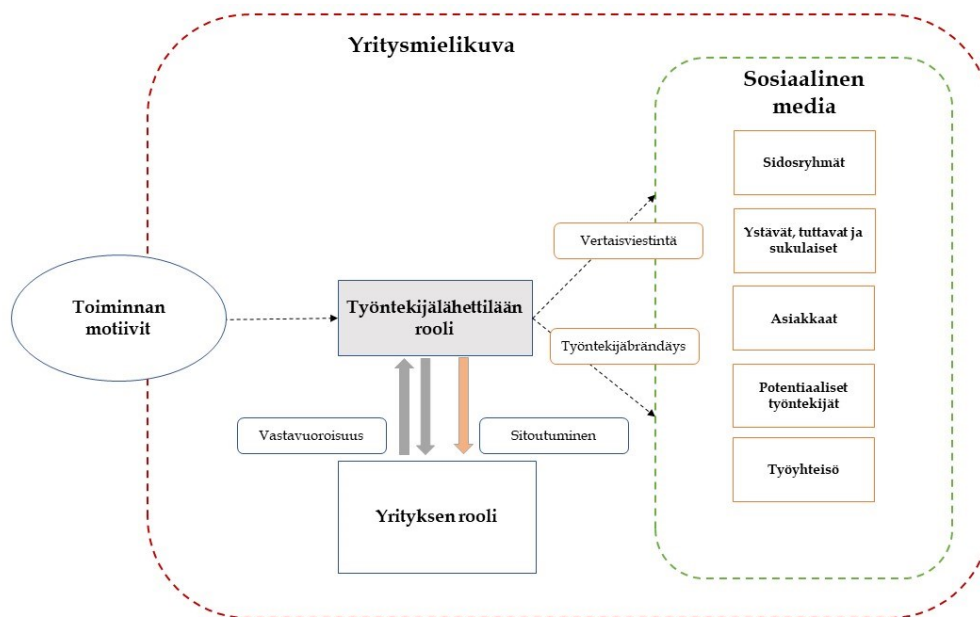 Yritysmielikuva
Sosiaalinen
media
Sidosryhmät
Vertaisviestintä
Ystävät, tuttavat ja
sukulaiset
Toiminnan
motiivit
Työntekijälähettilään
rooli
Asiakkaat
Työntekijäbrändäys
Potentiaaliset
työntekijät
Vastavuoroisuus
Sitoutuminen
Työyhteisö
Yrityksen rooli